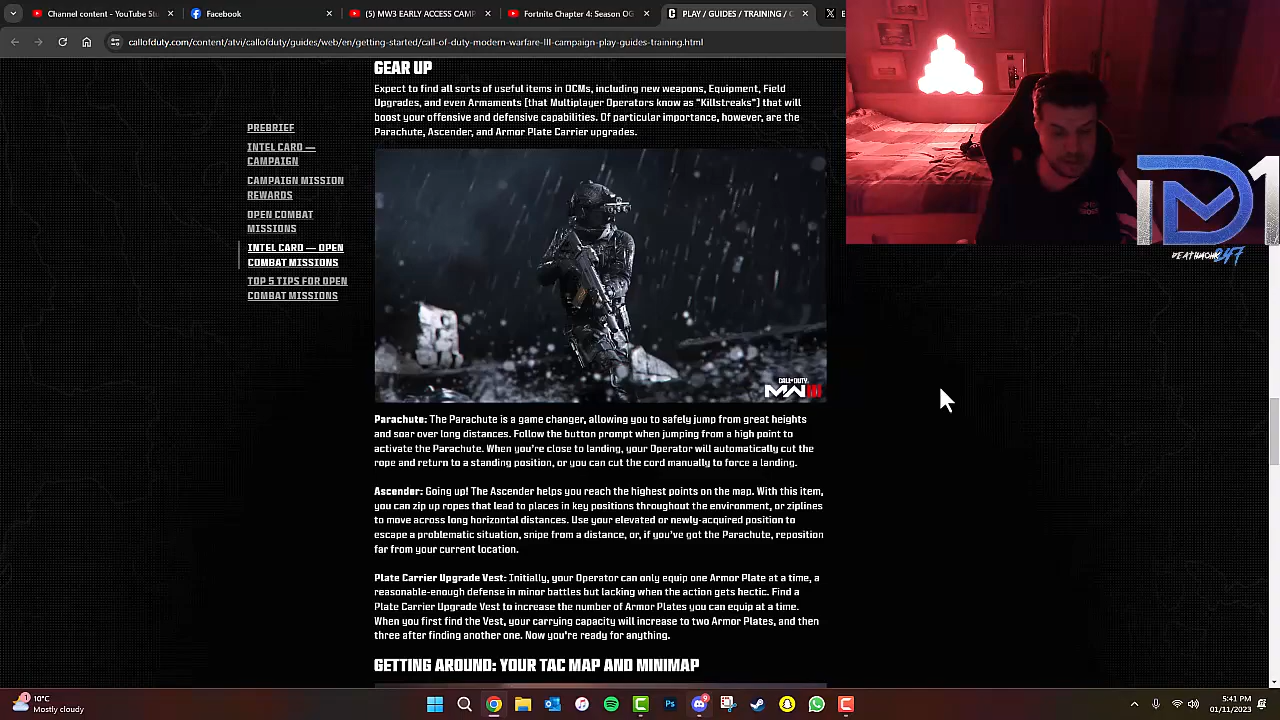 Channel content - YouTube St
Facebook
(5) MW3 EARLY ACCESS CAMP
Fortnite Chapter 4: Season OG
PLAY / GUIDES / TRAINING / C
callofduty.com/content/atvi/callofduty/guides/web/en/getting-started/call-of-duty-modern-warfare-III-campaign-play-guides-training.html
PREBRIEF
INTEL CARD —
CAMPAIGN
CAMPAIGN MISSION
REWARDS
OPEN COMBAT
MISSIONS
INTEL CARD — OPEN
COMBAT MISSIONS
TOP 5 TIPS FOR OPEN
COMBAT MISSIONS
GEAR UP
Expect to find all sorts of useful items in OCMs, including new weapons, Equipment, Field
Upgrades, and even Armaments (that Multiplayer Operators know as "Killstreaks") that will
boost your offensive and defensive capabilities. Of particular importance, however, are the
Parachute, Ascender, and Armor Plate Carrier upgrades.
CALL OF DUTY
MWIII
Parachute: The Parachute is a game changer, allowing you to safely jump from great heights
and soar over long distances. Follow the button prompt when jumping from a high point to
activate the Parachute. When you're close to landing, your Operator will automatically cut the
rope and return to a standing position, or you can cut the cord manually to force a landing.
Ascender: Going up! The Ascender helps you reach the highest points on the map. With this item,
you can zip up ropes that lead to places in key positions throughout the environment, or ziplines
to move across long horizontal distances. Use your elevated or newly-acquired position to
escape a problematic situation, snipe from a distance, or, if you've got the Parachute, reposition
far from your current location.
Plate Carrier Upgrade Vest: Initially, your Operator can only equip one Armor Plate at a time, a
reasonable-enough defense in minor battles but lacking when the action gets hectic. Find a
Plate Carrier Upgrade Vest to increase the number of Armor Plates you can equip at a time.
When you first find the Vest, your carrying capacity will increase to two Armor Plates, and then
three after finding another one. Now you're ready for anything.
GETTING AROUND: YOUR TAC MAP AND MINIMAP
10°C
Mostly cloudy
5:41 PM
01/11/2023